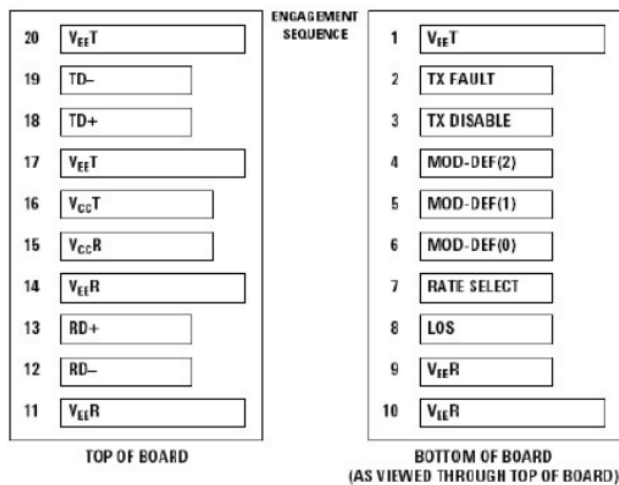 ENGAGEMENT
SEQUENCE
20 VEET
19 TD–
18 TD+
17 VEET
16 VCCT
15 VCCR
14 VEER
13 RD+
12 RD–
11 VEER
TOP OF BOARD
1 VEET
2 TX FAULT
3 TX DISABLE
4 MOD-DEF(2)
5 MOD-DEF(1)
6 MOD-DEF(0)
7 RATE SELECT
8 LOS
9 VEER
10 VEER
BOTTOM OF BOARD
(AS VIEWED THROUGH TOP OF BOARD)